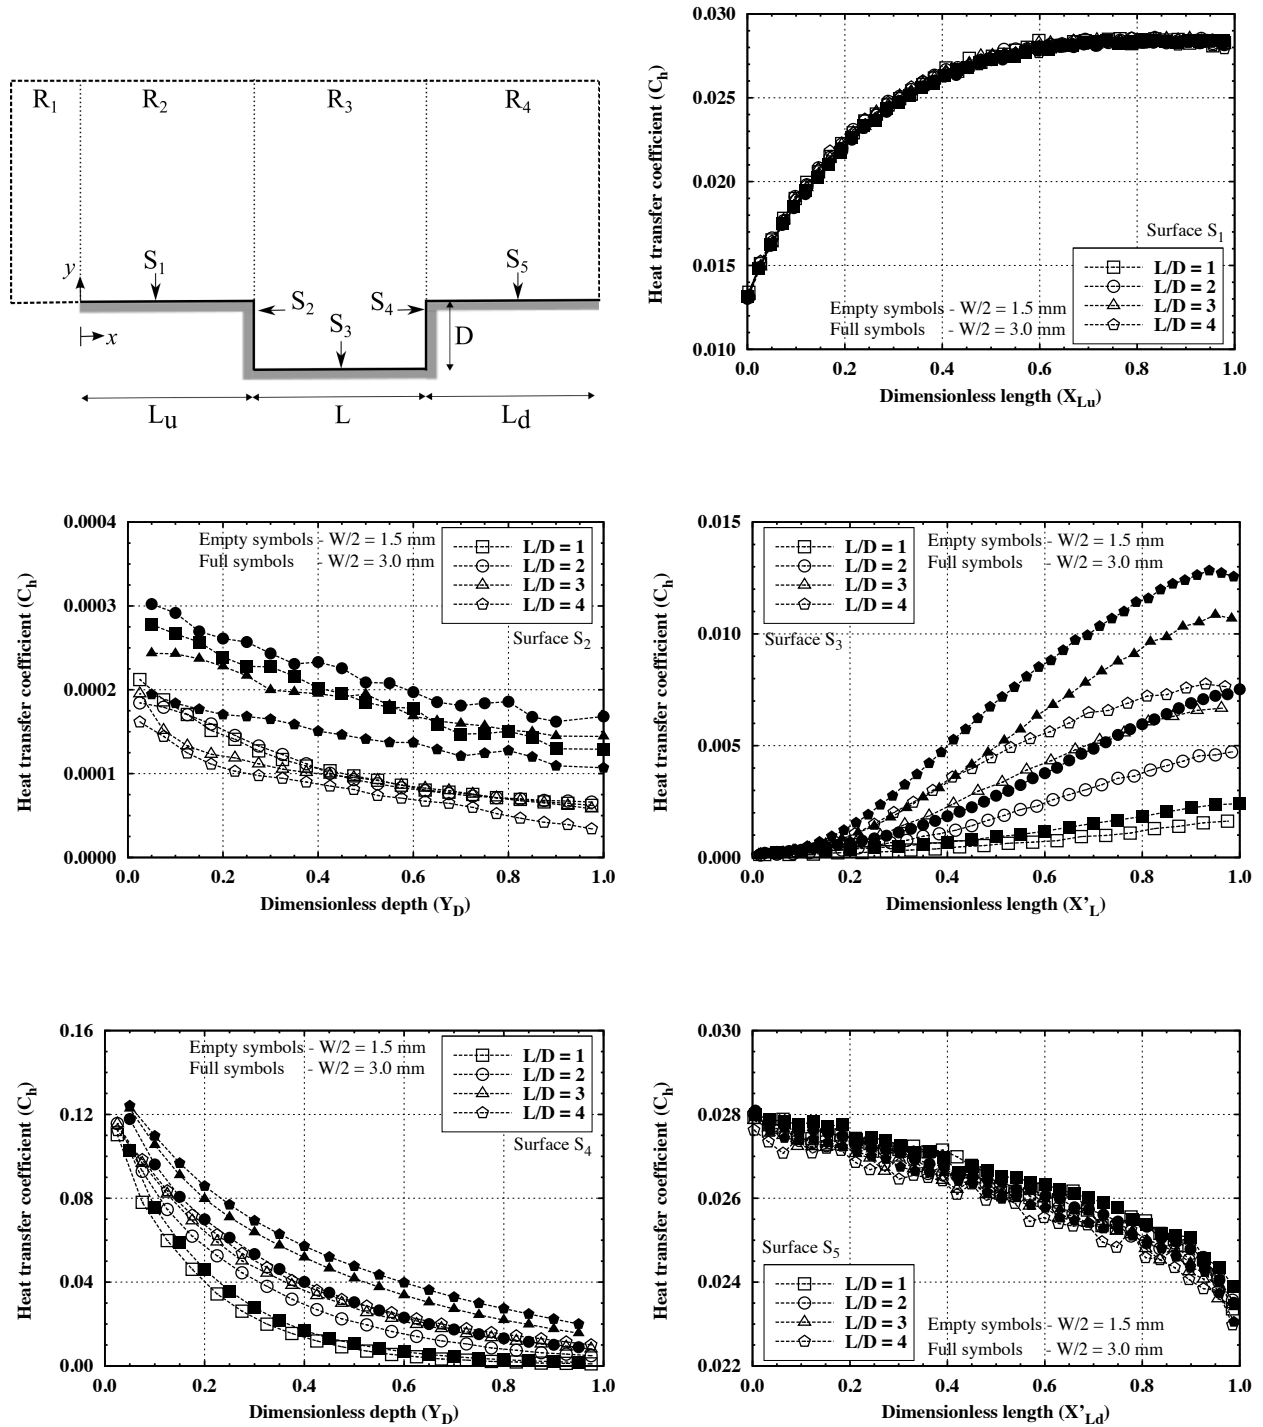 R1 R2 R3 R4
y
S1
S5
S2
S4
S3
D
x
Lu
L
Ld
Heat transfer coefficient (Ch)
0.030
0.025
0.020
0.015
0.010
Surface S1
L/D = 1
L/D = 2
L/D = 3
L/D = 4
Empty symbols - W/2 = 1.5 mm
Full symbols - W/2 = 3.0 mm
0.0 0.2 0.4 0.6 0.8 1.0
Dimensionless length (XLu)
Heat transfer coefficient (Ch)
0.0004
0.0003
0.0002
0.0001
0.0000
Empty symbols - W/2 = 1.5 mm
Full symbols - W/2 = 3.0 mm
L/D = 1
L/D = 2
L/D = 3
L/D = 4
Surface S2
0.0 0.2 0.4 0.6 0.8 1.0
Dimensionless depth (YD)
Heat transfer coefficient (Ch)
0.015
0.010
0.005
0.000
L/D = 1
L/D = 2
L/D = 3
L/D = 4
Empty symbols - W/2 = 1.5 mm
Full symbols - W/2 = 3.0 mm
Surface S3
0.0 0.2 0.4 0.6 0.8 1.0
Dimensionless length (X’L)
Heat transfer coefficient (Ch)
0.16
0.12
0.08
0.04
0.00
Empty symbols - W/2 = 1.5 mm
Full symbols - W/2 = 3.0 mm
L/D = 1
L/D = 2
L/D = 3
L/D = 4
Surface S4
0.0 0.2 0.4 0.6 0.8 1.0
Dimensionless depth (YD)
Heat transfer coefficient (Ch)
0.030
0.028
0.026
0.024
0.022
Surface S5
L/D = 1
L/D = 2
L/D = 3
L/D = 4
Empty symbols - W/2 = 1.5 mm
Full symbols - W/2 = 3.0 mm
0.0 0.2 0.4 0.6 0.8 1.0
Dimensionless length (X’Ld)